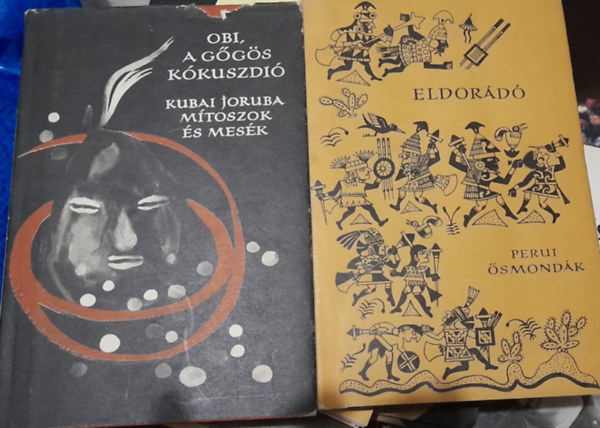 OBI,
A GŐGÖS
KÓKUSZDIÓ
KUBAI JORUBA
MÍTOSZOK
ÉS MESÉK
ELDORÁDÓ
PERUI
ŐSMONDÁK